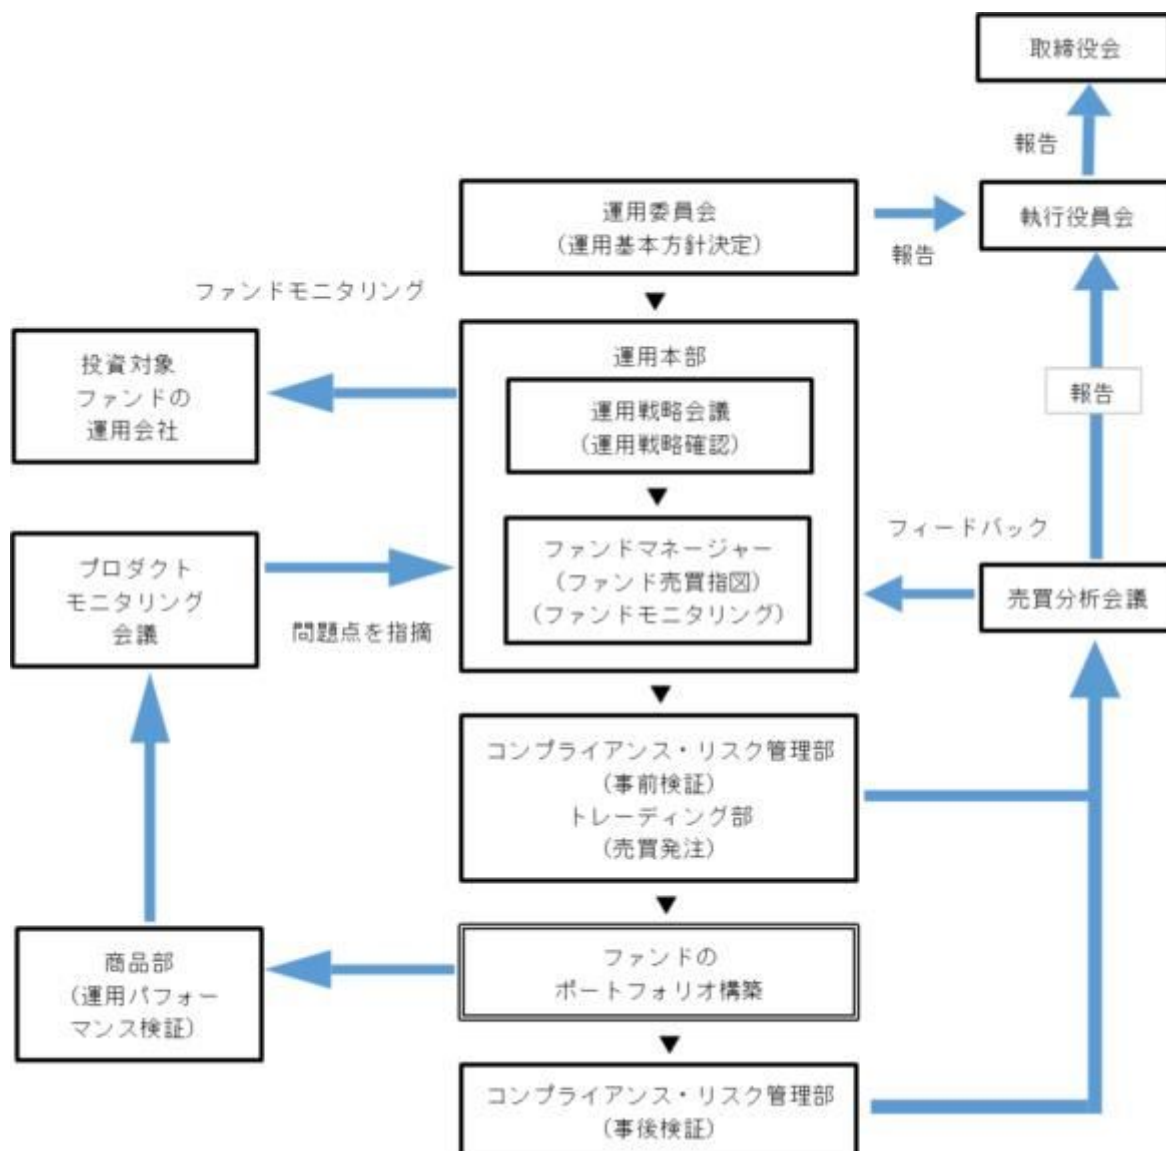 取締役会
報告
運用委員会
(運用基本方針決定)
報告
執行役員会
ファンドモニタリング
投資対象
ファンドの
運用会社
運用本部
運用戦略会議
(運用戦略確認)
報告
プロダクト
モニタリング
会議
問題点を指摘
ファンドマネージャー
(ファンド売買指図)
(ファンドモニタリング)
フィードバック
売買分析会議
コンプライアンス・リスク管理部
(事前検証)
トレーディング部
(売買発注)
商品部
(運用パフォー
マンス検証)
ファンドの
ポートフォリオ構築
コンプライアンス・リスク管理部
(事後検証)